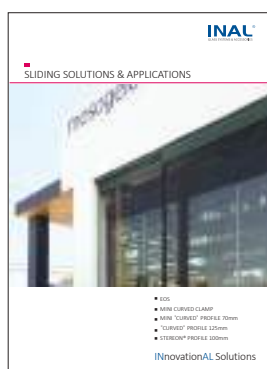 INAL
SLIDING SOLUTIONS & APPLICATIONS
mesogeio
EOS
MINI CURVED CLAMP
MINI "CURVED" PROFILE 70mm
"CURVED" PROFILE 125mm
STEREON® PROFILE 100mm
INnovationAL Solutions